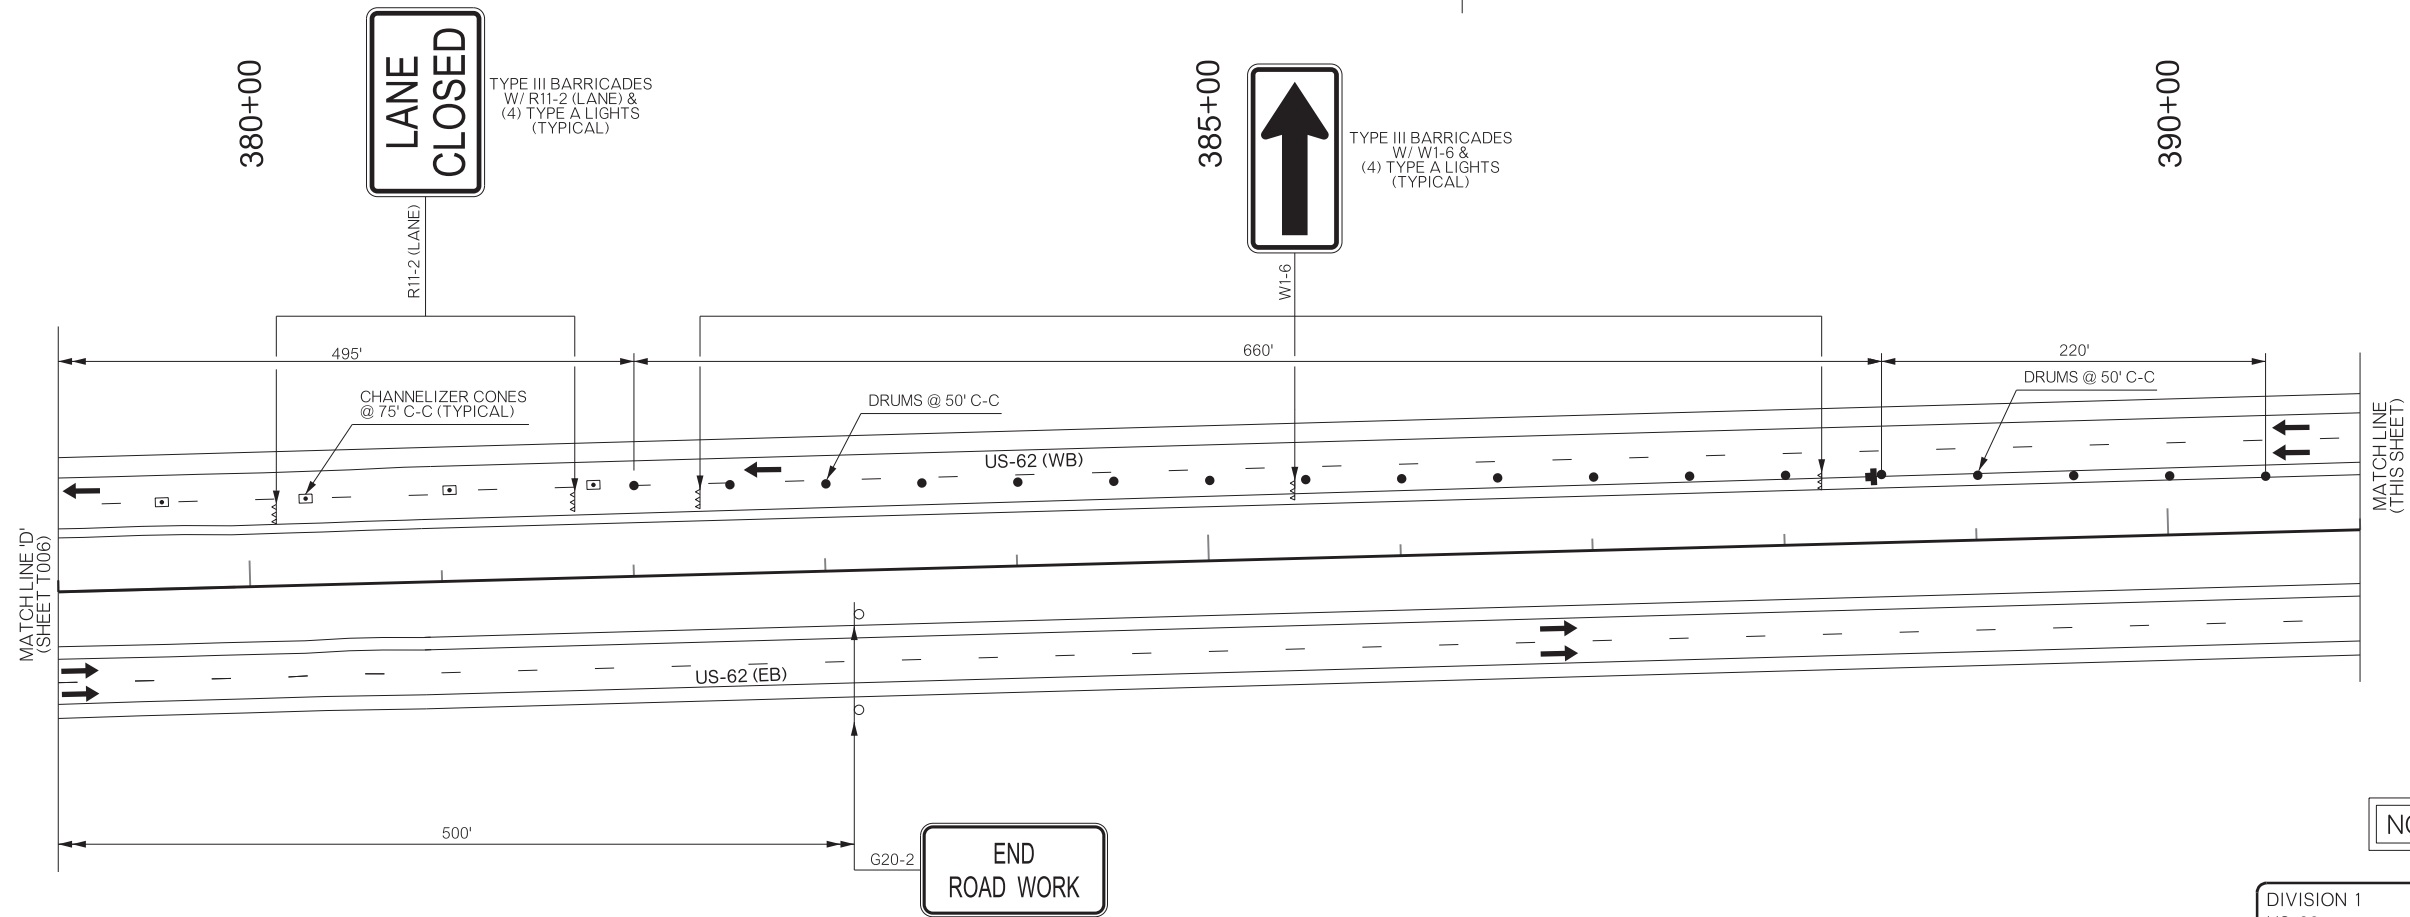 380+00
LANE
CLOSED
TYPE III BARRICADES
W/ R11-2 (LANE) &
(4) TYPE A LIGHTS
(TYPICAL)
R11-2 (LANE)
385+00
TYPE III BARRICADES
W/ W1-6 &
(4) TYPE A LIGHTS
(TYPICAL)
W1-6
390+00
495'
660'
220'
CHANNELIZER CONES
@ 75' C-C (TYPICAL)
DRUMS @ 50' C-C
DRUMS @ 50' C-C
US-62 (WB)
MATCH LINE
(THIS SHEET)
MATCH LINE 'D'
(SHEET T006)
US-62 (EB)
500'
G20-2
END
ROAD WORK
DIVISION 1